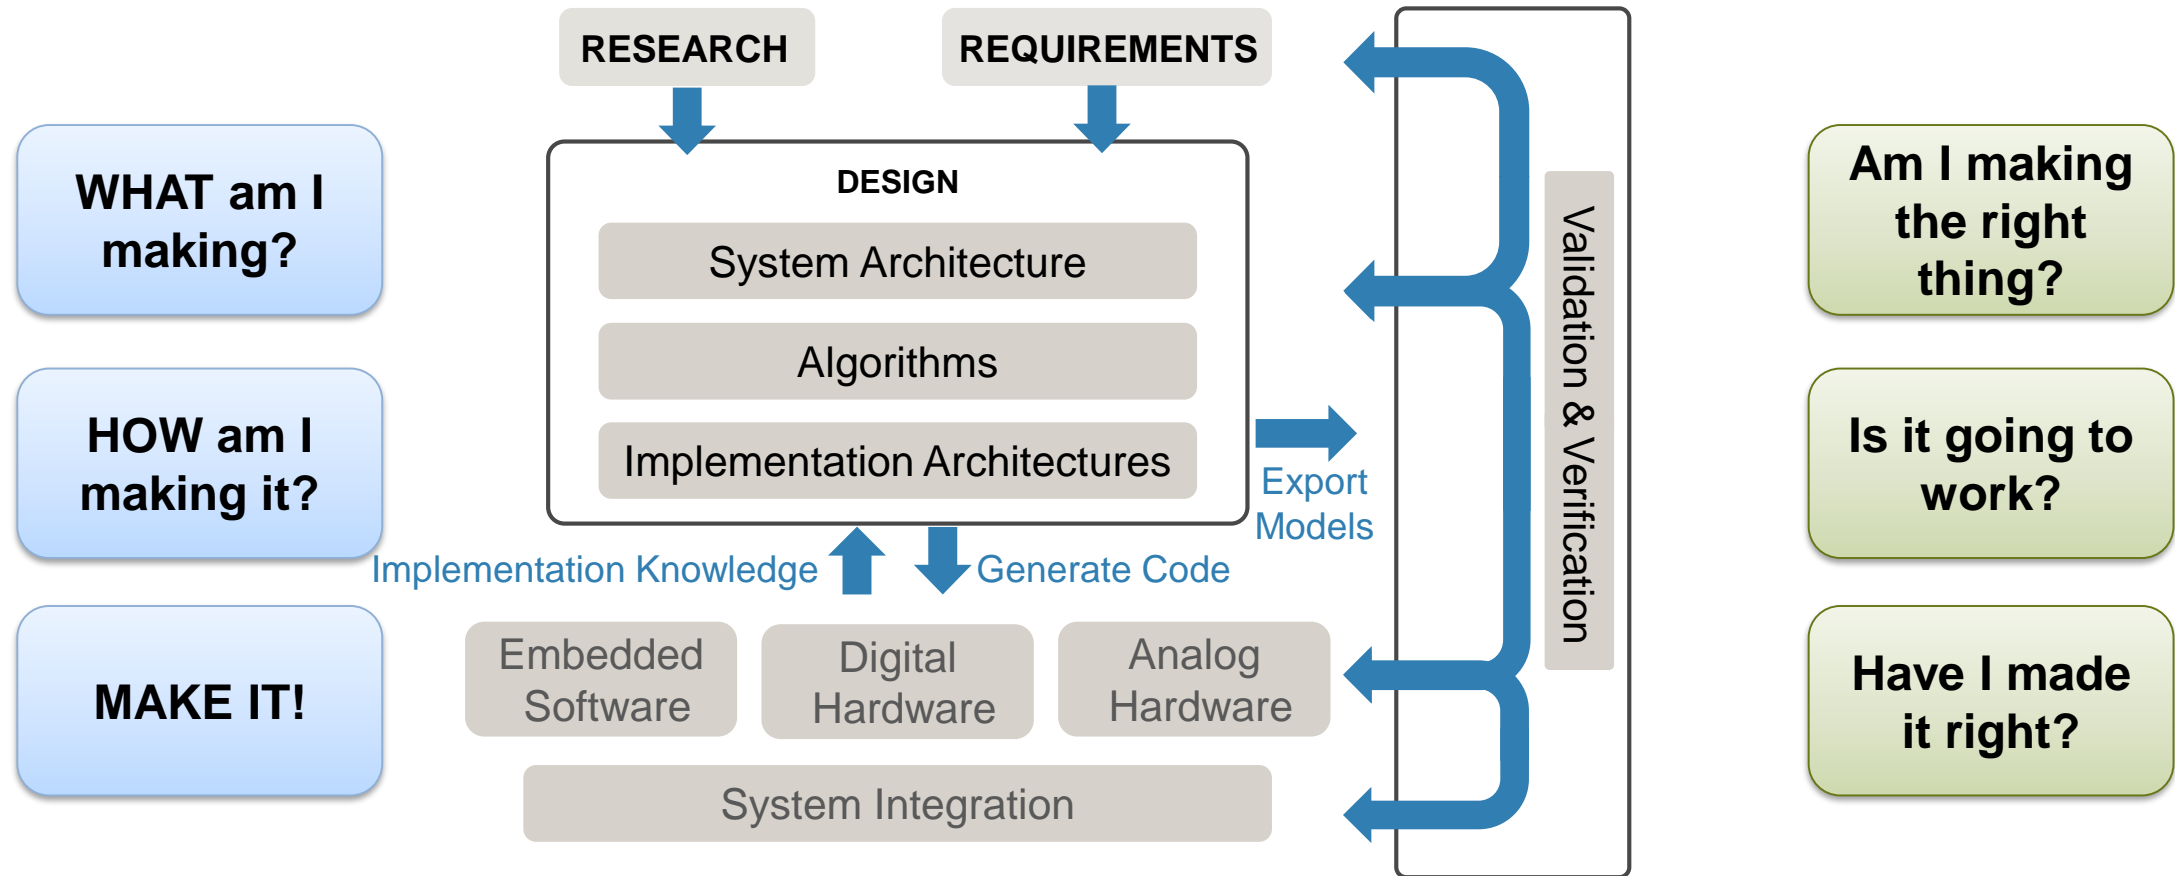 RESEARCH
REQUIREMENTS
WHAT am I
making?
HOW am I
making it?
MAKE IT!
DESIGN
System Architecture
Algorithms
Implementation Architectures
Export
Models
Implementation Knowledge
Generate Code
Embedded
Software
Digital
Hardware
Analog
Hardware
System Integration
Validation & Verification
Am I making
the right
thing?
Is it going to
work?
Have I made
it right?